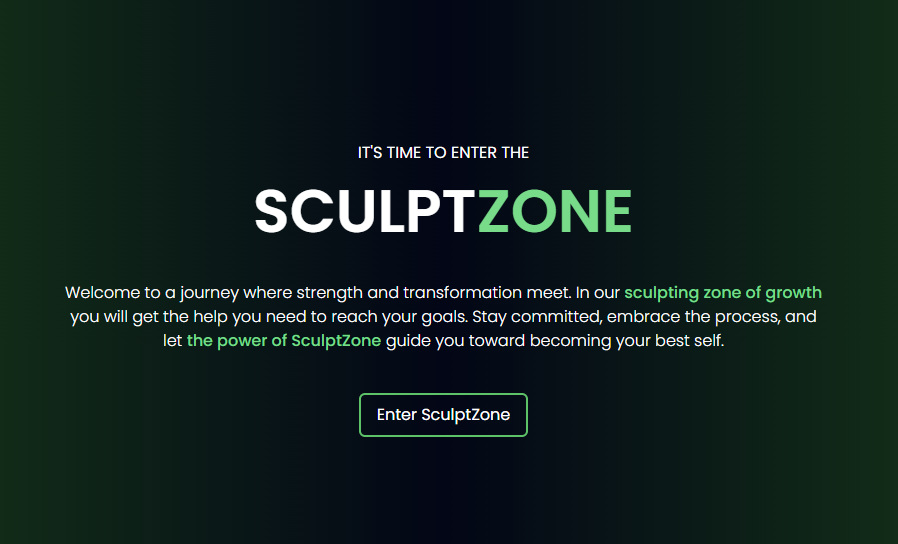 IT'S TIME TO ENTER THE
SCULPTZONE
Welcome to a journey where strength and transformation meet. In our sculpting zone of growth
you will get the help you need to reach your goals. Stay committed, embrace the process, and
let the power of SculptZone guide you toward becoming your best self.
Enter SculptZone